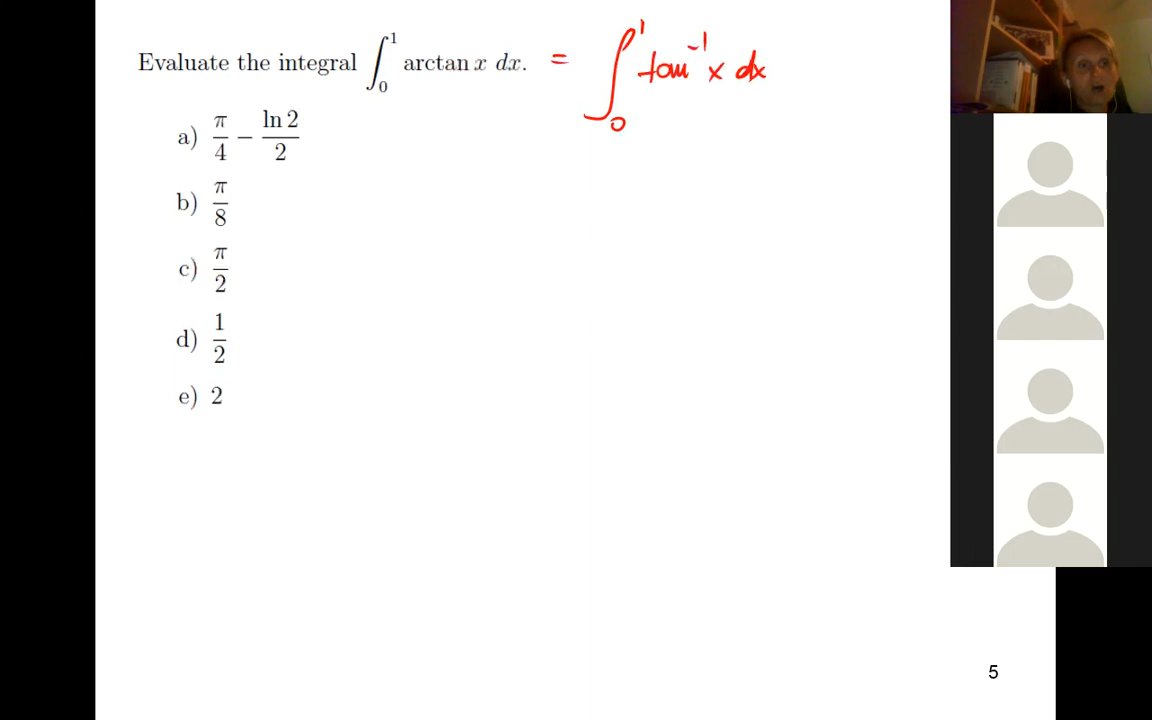 Evaluate the integral ∫₀¹ arctan x dx. = ∫₀¹ tan⁻¹ x dx
a) π/4 − ln 2/2
b) π/8
c) π/2
d) 1/2
e) 2
5